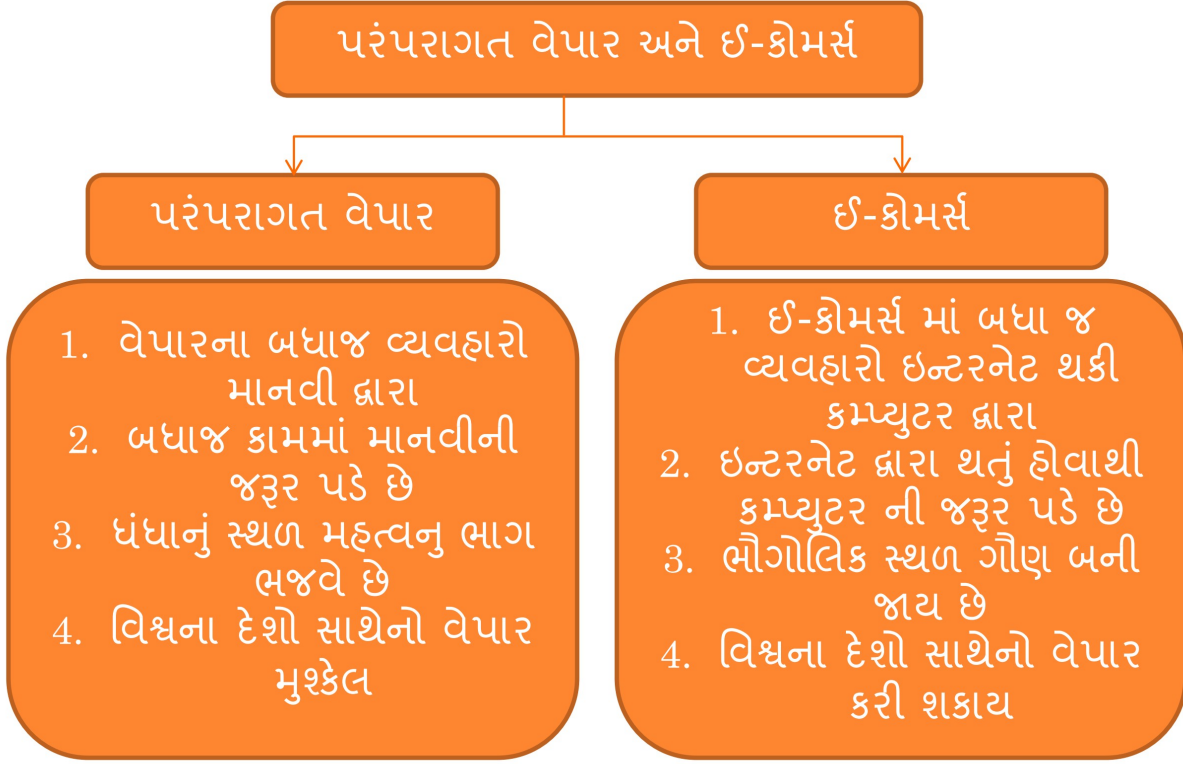 પરંપરાગત વેપાર અને ઈ-કોમર્સ
પરંપરાગત વેપાર
1. વેપારના બધાજ વ્યવહારો
માનવી દ્વારા
2. બધાજ કામમાં માનવીની
જરૂર પડે છે
3. ધંધાનું સ્થળ મહત્વનુ ભાગ
ભજવે છે
4. વિશ્વના દેશો સાથેનો વેપાર
મુશ્કેલ
ઈ-કોમર્સ
1. ઈ-કોમર્સ માં બધા જ
વ્યવહારો ઇન્ટરનેટ થકી
કમ્પ્યુટર દ્વારા
2. ઇન્ટરનેટ દ્વારા થતું હોવાથી
કમ્પ્યુટર ની જરૂર પડે છે
3. ભૌગોલિક સ્થળ ગૌણ બની
જાય છે
4. વિશ્વના દેશો સાથેનો વેપાર
કરી શકાય